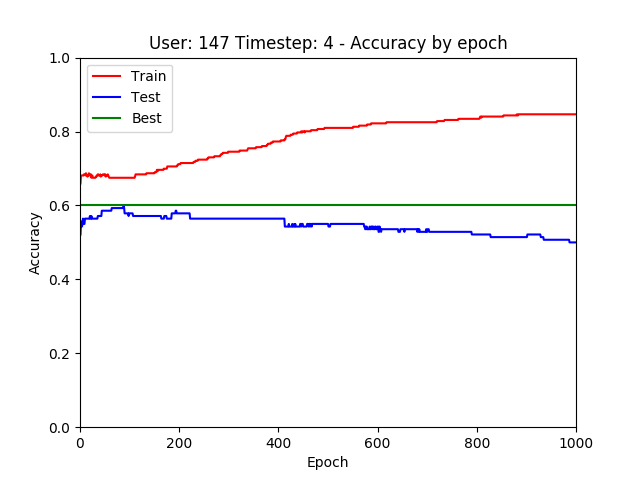 User: 147 Timestep: 4 - Accuracy by epoch
Train
Test
Best
Accuracy
1.0
0.8
0.6
0.4
0.2
0.0
0 200 400 600 800 1000
Epoch